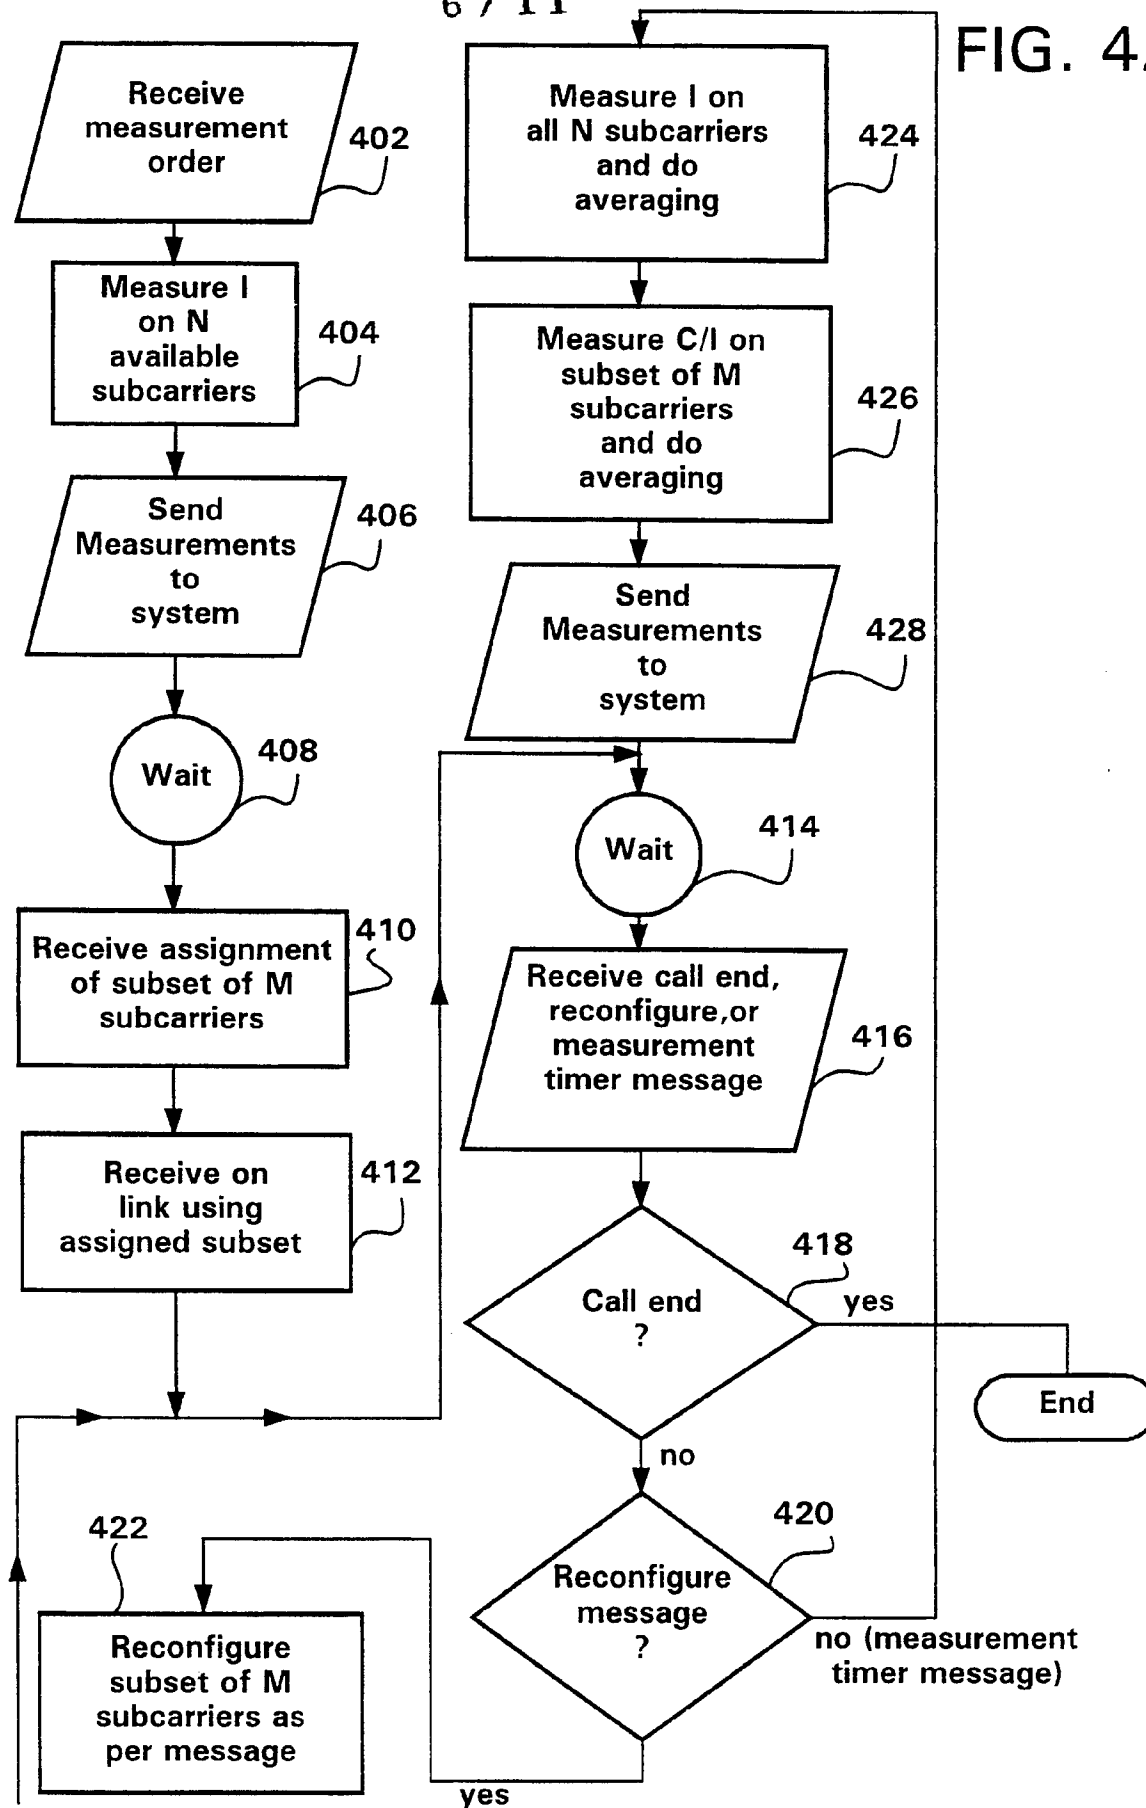 6 / 11
FIG. 4
Receive
measurement
order
402
Measure I
on N
available
subcarriers
404
Send
Measurements
to
system
406
Wait
408
Receive assignment
of subset of M
subcarriers
410
Receive on
link using
assigned subset
412
422
Reconfigure
subset of M
subcarriers as
per message
Measure I on
all N subcarriers
and do
averaging
424
Measure C/I on
subset of M
subcarriers
and do
averaging
426
Send
Measurements
to
system
428
Wait
414
Receive call end,
reconfigure,or
measurement
timer message
416
Call end
?
418
yes
End
no
Reconfigure
message
?
420
no (measurement
timer message)
yes